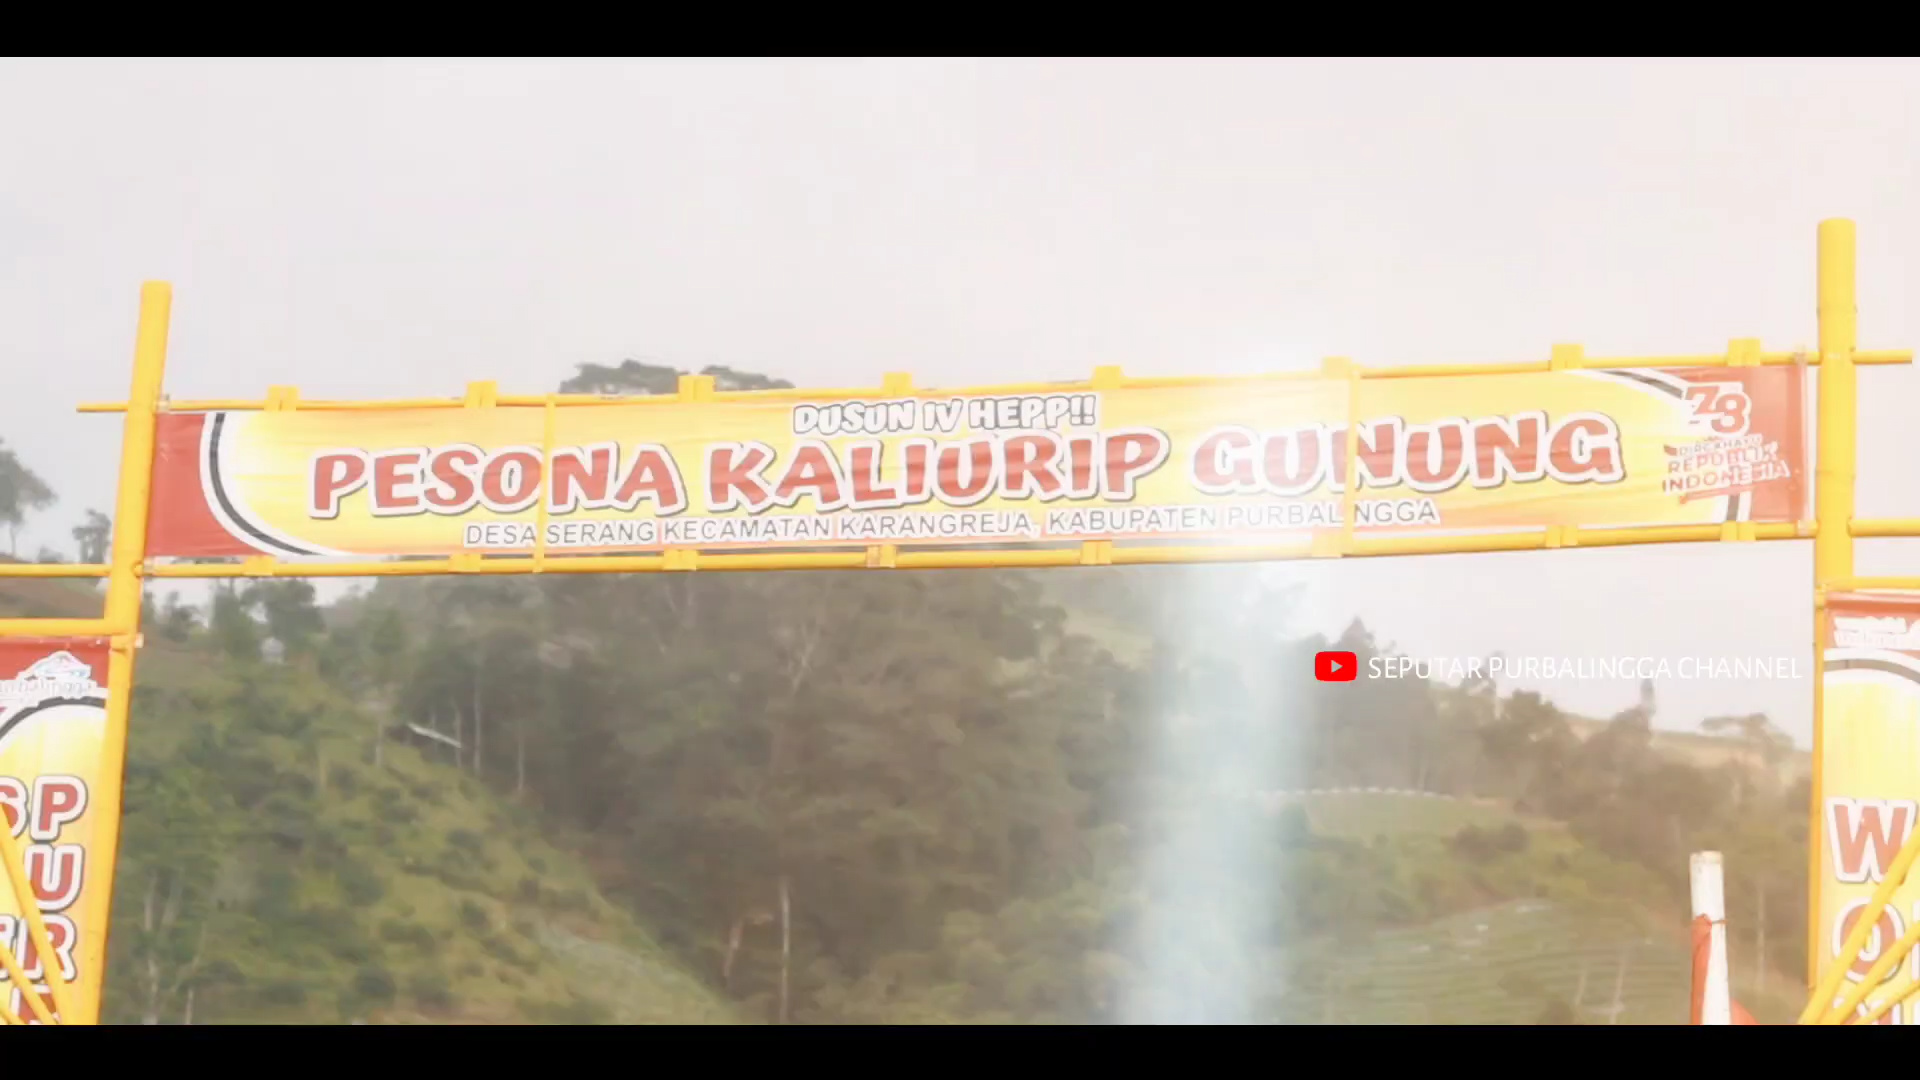 DUSUN IV HEPP!!
PESONA KALIURIP GUNUNG
DESA SERANG KECAMATAN KARANGREJA, KABUPATEN PURBALINGGA
78
REPUBLIK
INDONESIA
SEPUTAR PURBALINGGA CHANNEL